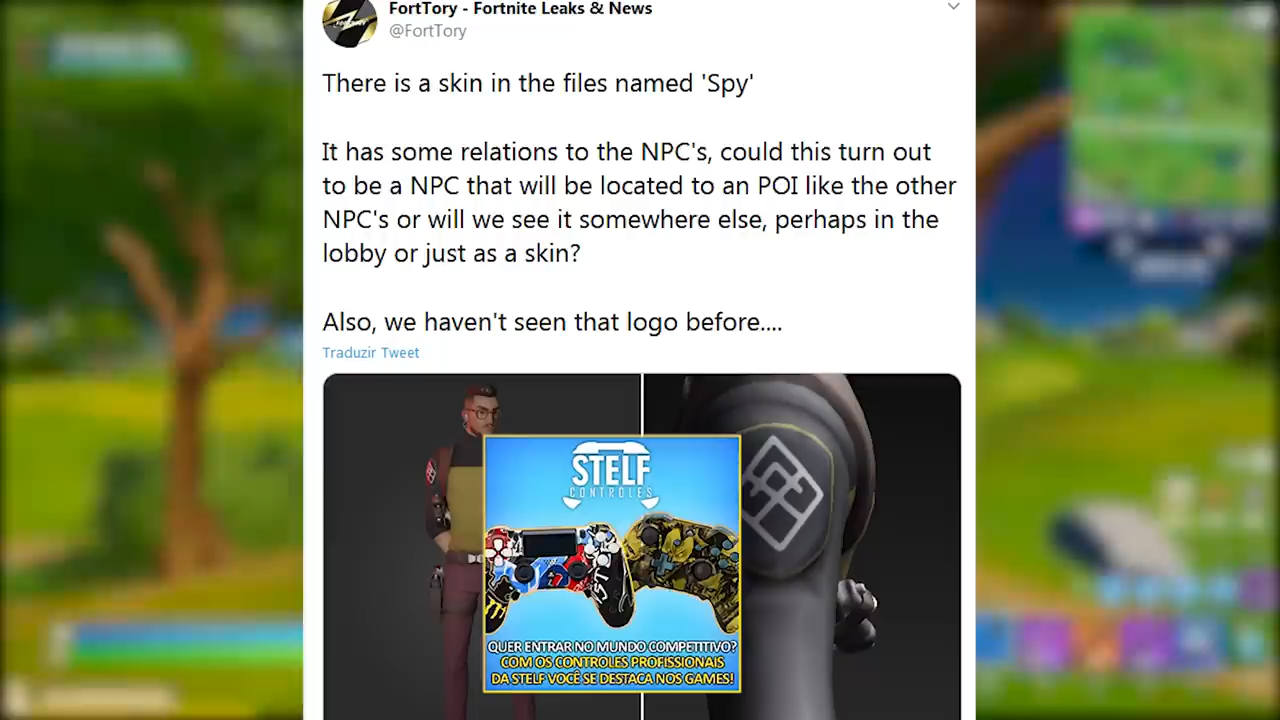 FortTory - Fortnite Leaks & News
@FortTory
There is a skin in the files named 'Spy'
It has some relations to the NPC's, could this turn out
to be a NPC that will be located to an POI like the other
NPC's or will we see it somewhere else, perhaps in the
lobby or just as a skin?
Also, we haven't seen that logo before....
Traduzir Tweet
STELF
CONTROLES
QUER ENTRAR NO MUNDO COMPETITIVO?
COM OS CONTROLES PROFISSIONAIS
DA STELF VOCÊ SE DESTACA NOS GAMES!